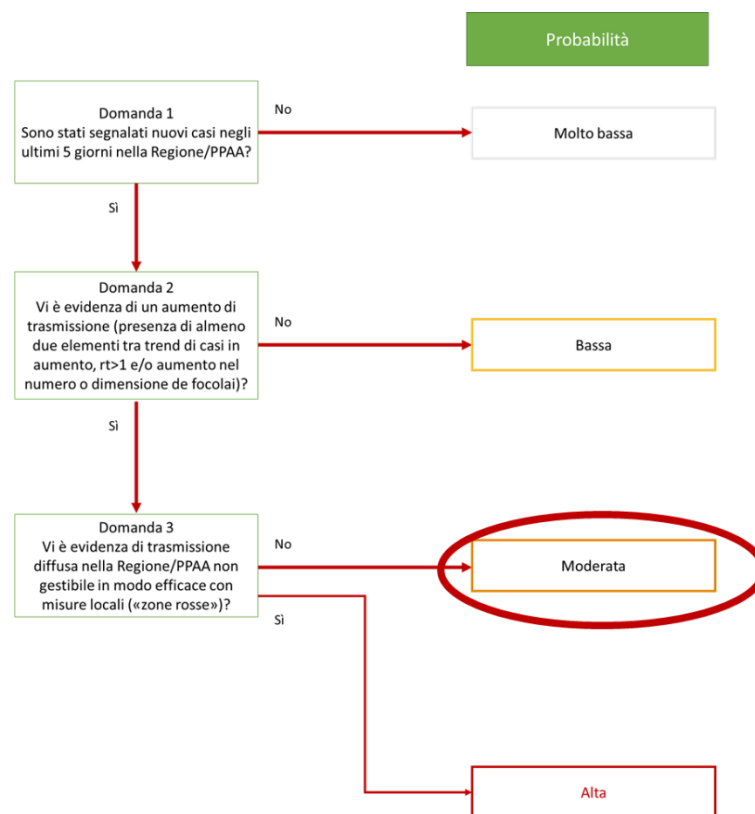 Probabilità
Domanda 1
Sono stati segnalati nuovi casi negli
ultimi 5 giorni nella Regione/PPAA?
No
Molto bassa
Sì
Domanda 2
Vi è evidenza di un aumento di
trasmissione (presenza di almeno
due elementi tra trend di casi in
aumento, rt>1 e/o aumento nel
numero o dimensione de focolai)?
No
Bassa
Sì
Domanda 3
Vi è evidenza di trasmissione
diffusa nella Regione/PPAA non
gestibile in modo efficace con
misure locali («zone rosse»)?
No
Moderata
Sì
Alta